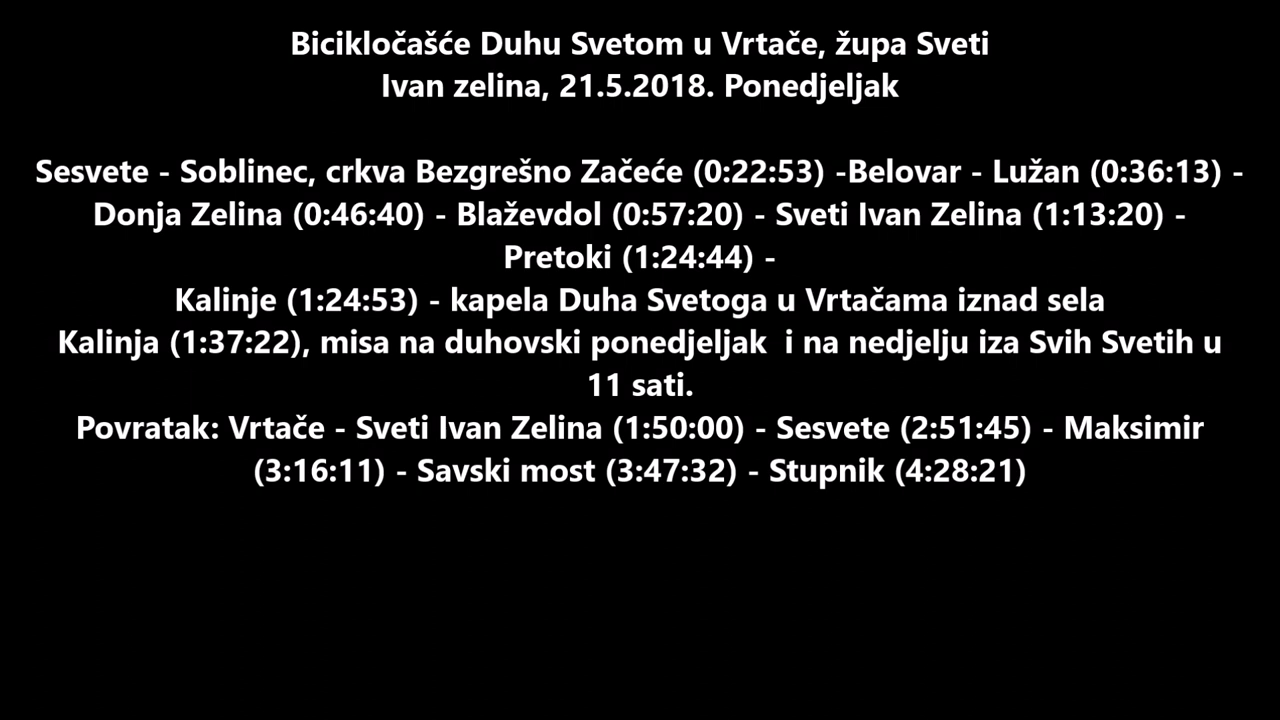 Bicikločašće Duhu Svetom u Vrtače, župa Sveti
Ivan zelina, 21.5.2018. Ponedjeljak
Sesvete - Soblinec, crkva Bezgrešno Začeće (0:22:53) -Belovar - Lužan (0:36:13) -
Donja Zelina (0:46:40) - Blaževdol (0:57:20) - Sveti Ivan Zelina (1:13:20) -
Pretoki (1:24:44) -
Kalinje (1:24:53) - kapela Duha Svetoga u Vrtačama iznad sela
Kalinja (1:37:22), misa na duhovski ponedjeljak  i na nedjelju iza Svih Svetih u
11 sati.
Povratak: Vrtače - Sveti Ivan Zelina (1:50:00) - Sesvete (2:51:45) - Maksimir
(3:16:11) - Savski most (3:47:32) - Stupnik (4:28:21)